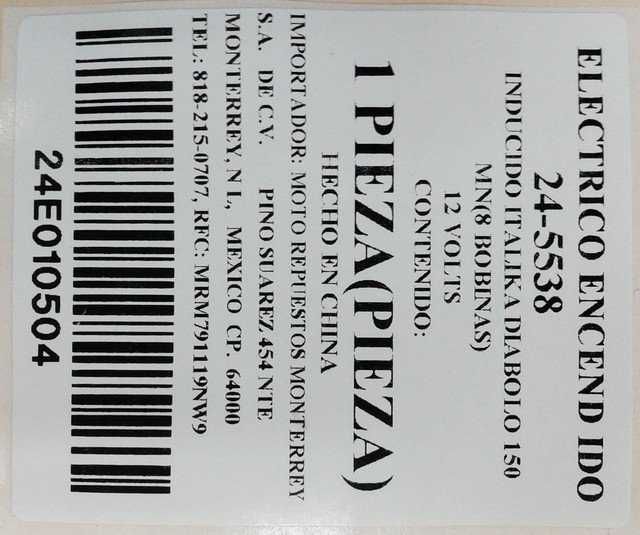 ELECTRICO ENCEND IDO
24-5538
INDUCIDO ITALIKA DIABOLO 150
MN(8 BOBINAS)
12 VOLTS
CONTENIDO:
1 PIEZA(PIEZA)
HECHO EN CHINA
IMPORTADOR: MOTO REPUESTOS MONTERREY
S.A. DE C.V. PINO SUAREZ 454 NTE
MONTERREY, N L, MEXICO CP. 64000
TEL: 818-215-0707, RFC: MRM791119NW9
24E010504